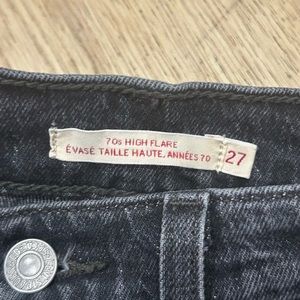 70s HIGH FLARE
ÉVASÉ TAILLE HAUTE, ANNÉES 70
27